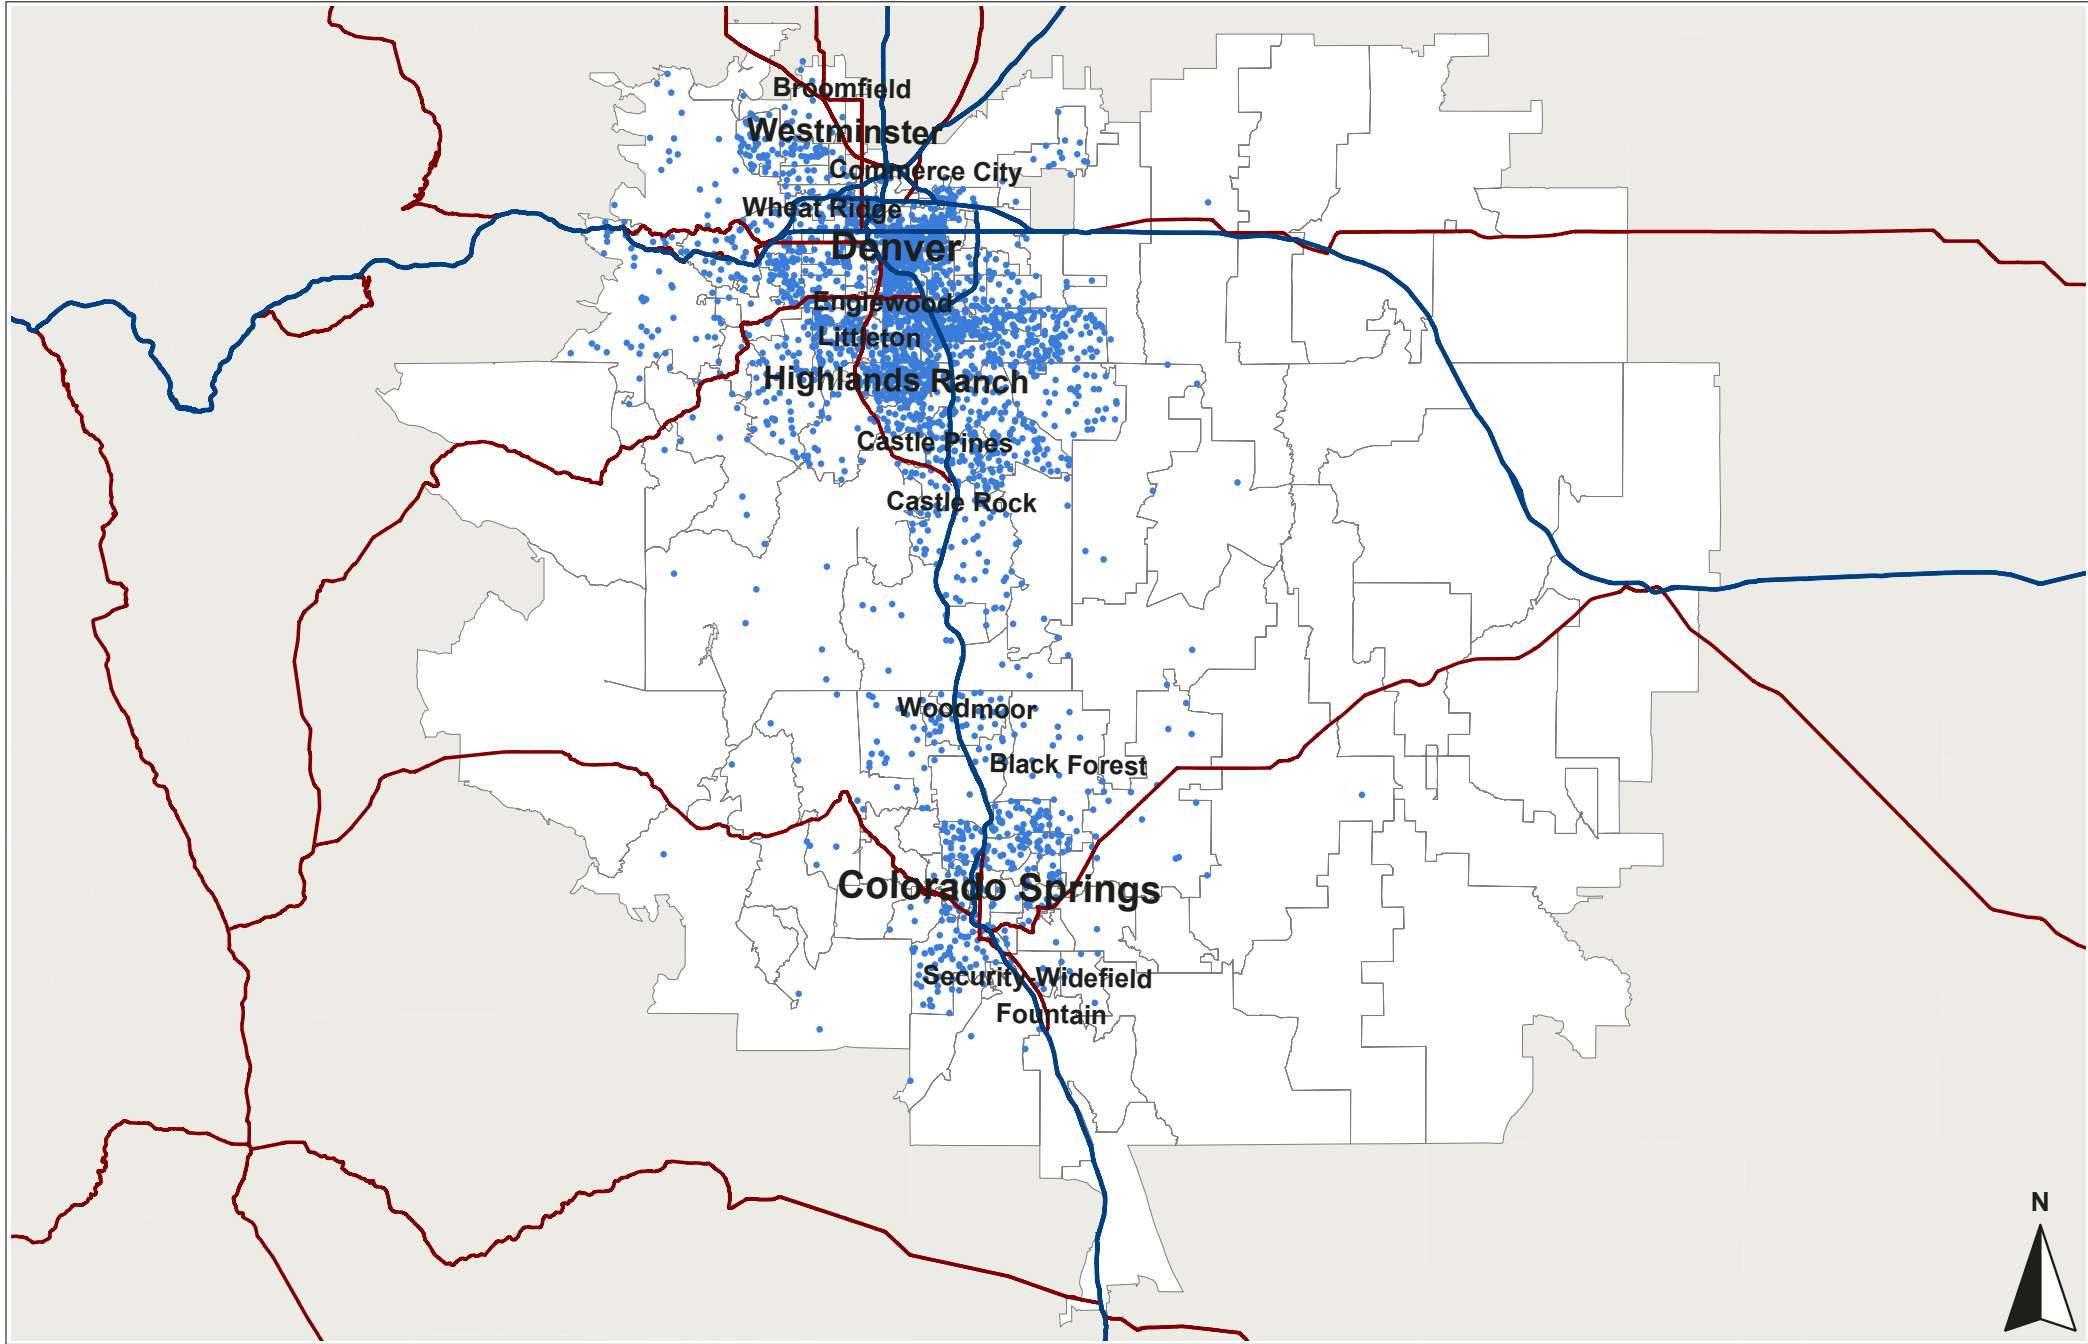 Broomfield
Westminster
Commerce City
Wheat Ridge
Denver
Englewood
Littleton
Highlands Ranch
Castle Pines
Castle Rock
Woodmoor
Black Forest
Colorado Springs
Security-Widefield
Fountain
N